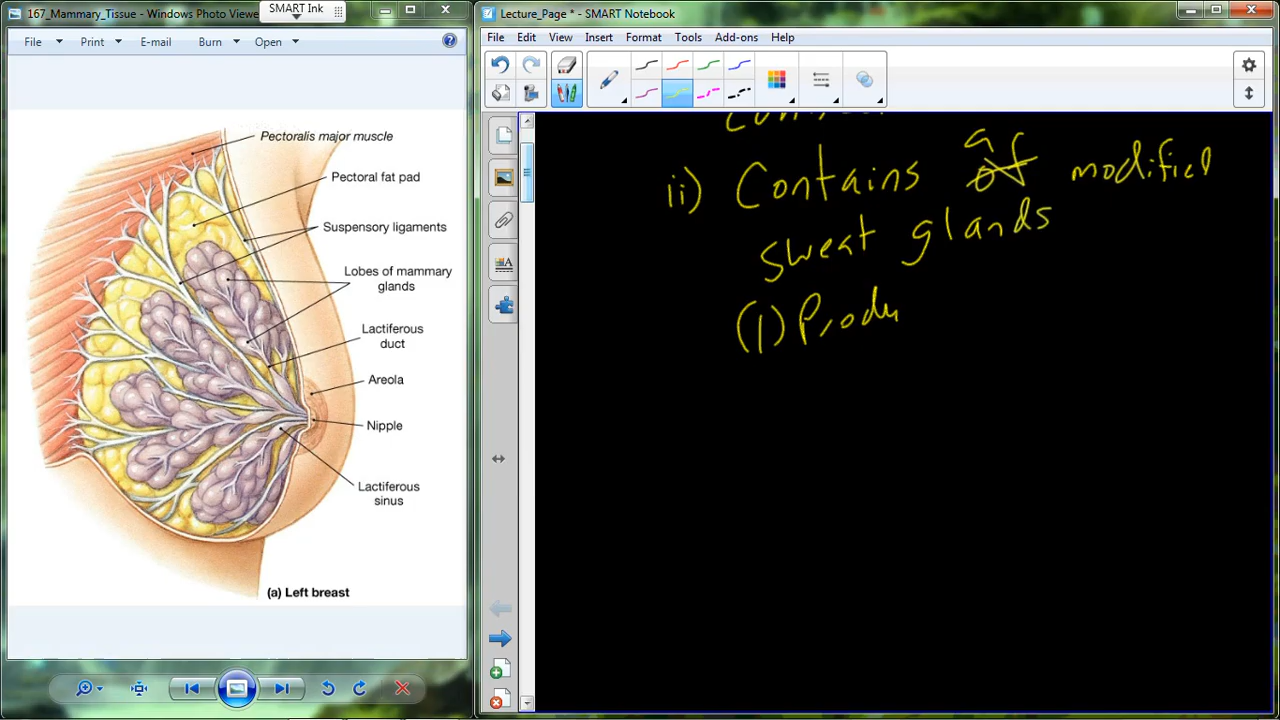 167_Mammary_Tissue - Windows Photo Viewe
SMART Ink
File Print E-mail Burn Open
Pectoralis major muscle
Pectoral fat pad
Suspensory ligaments
Lobes of mammary
glands
Lactiferous
duct
Areola
Nipple
Lactiferous
sinus
(a) Left breast
Lecture_Page * - SMART Notebook
File Edit View Insert Format Tools Add-ons Help
ii) Contains a of modified
sweat glands
(1) Produ